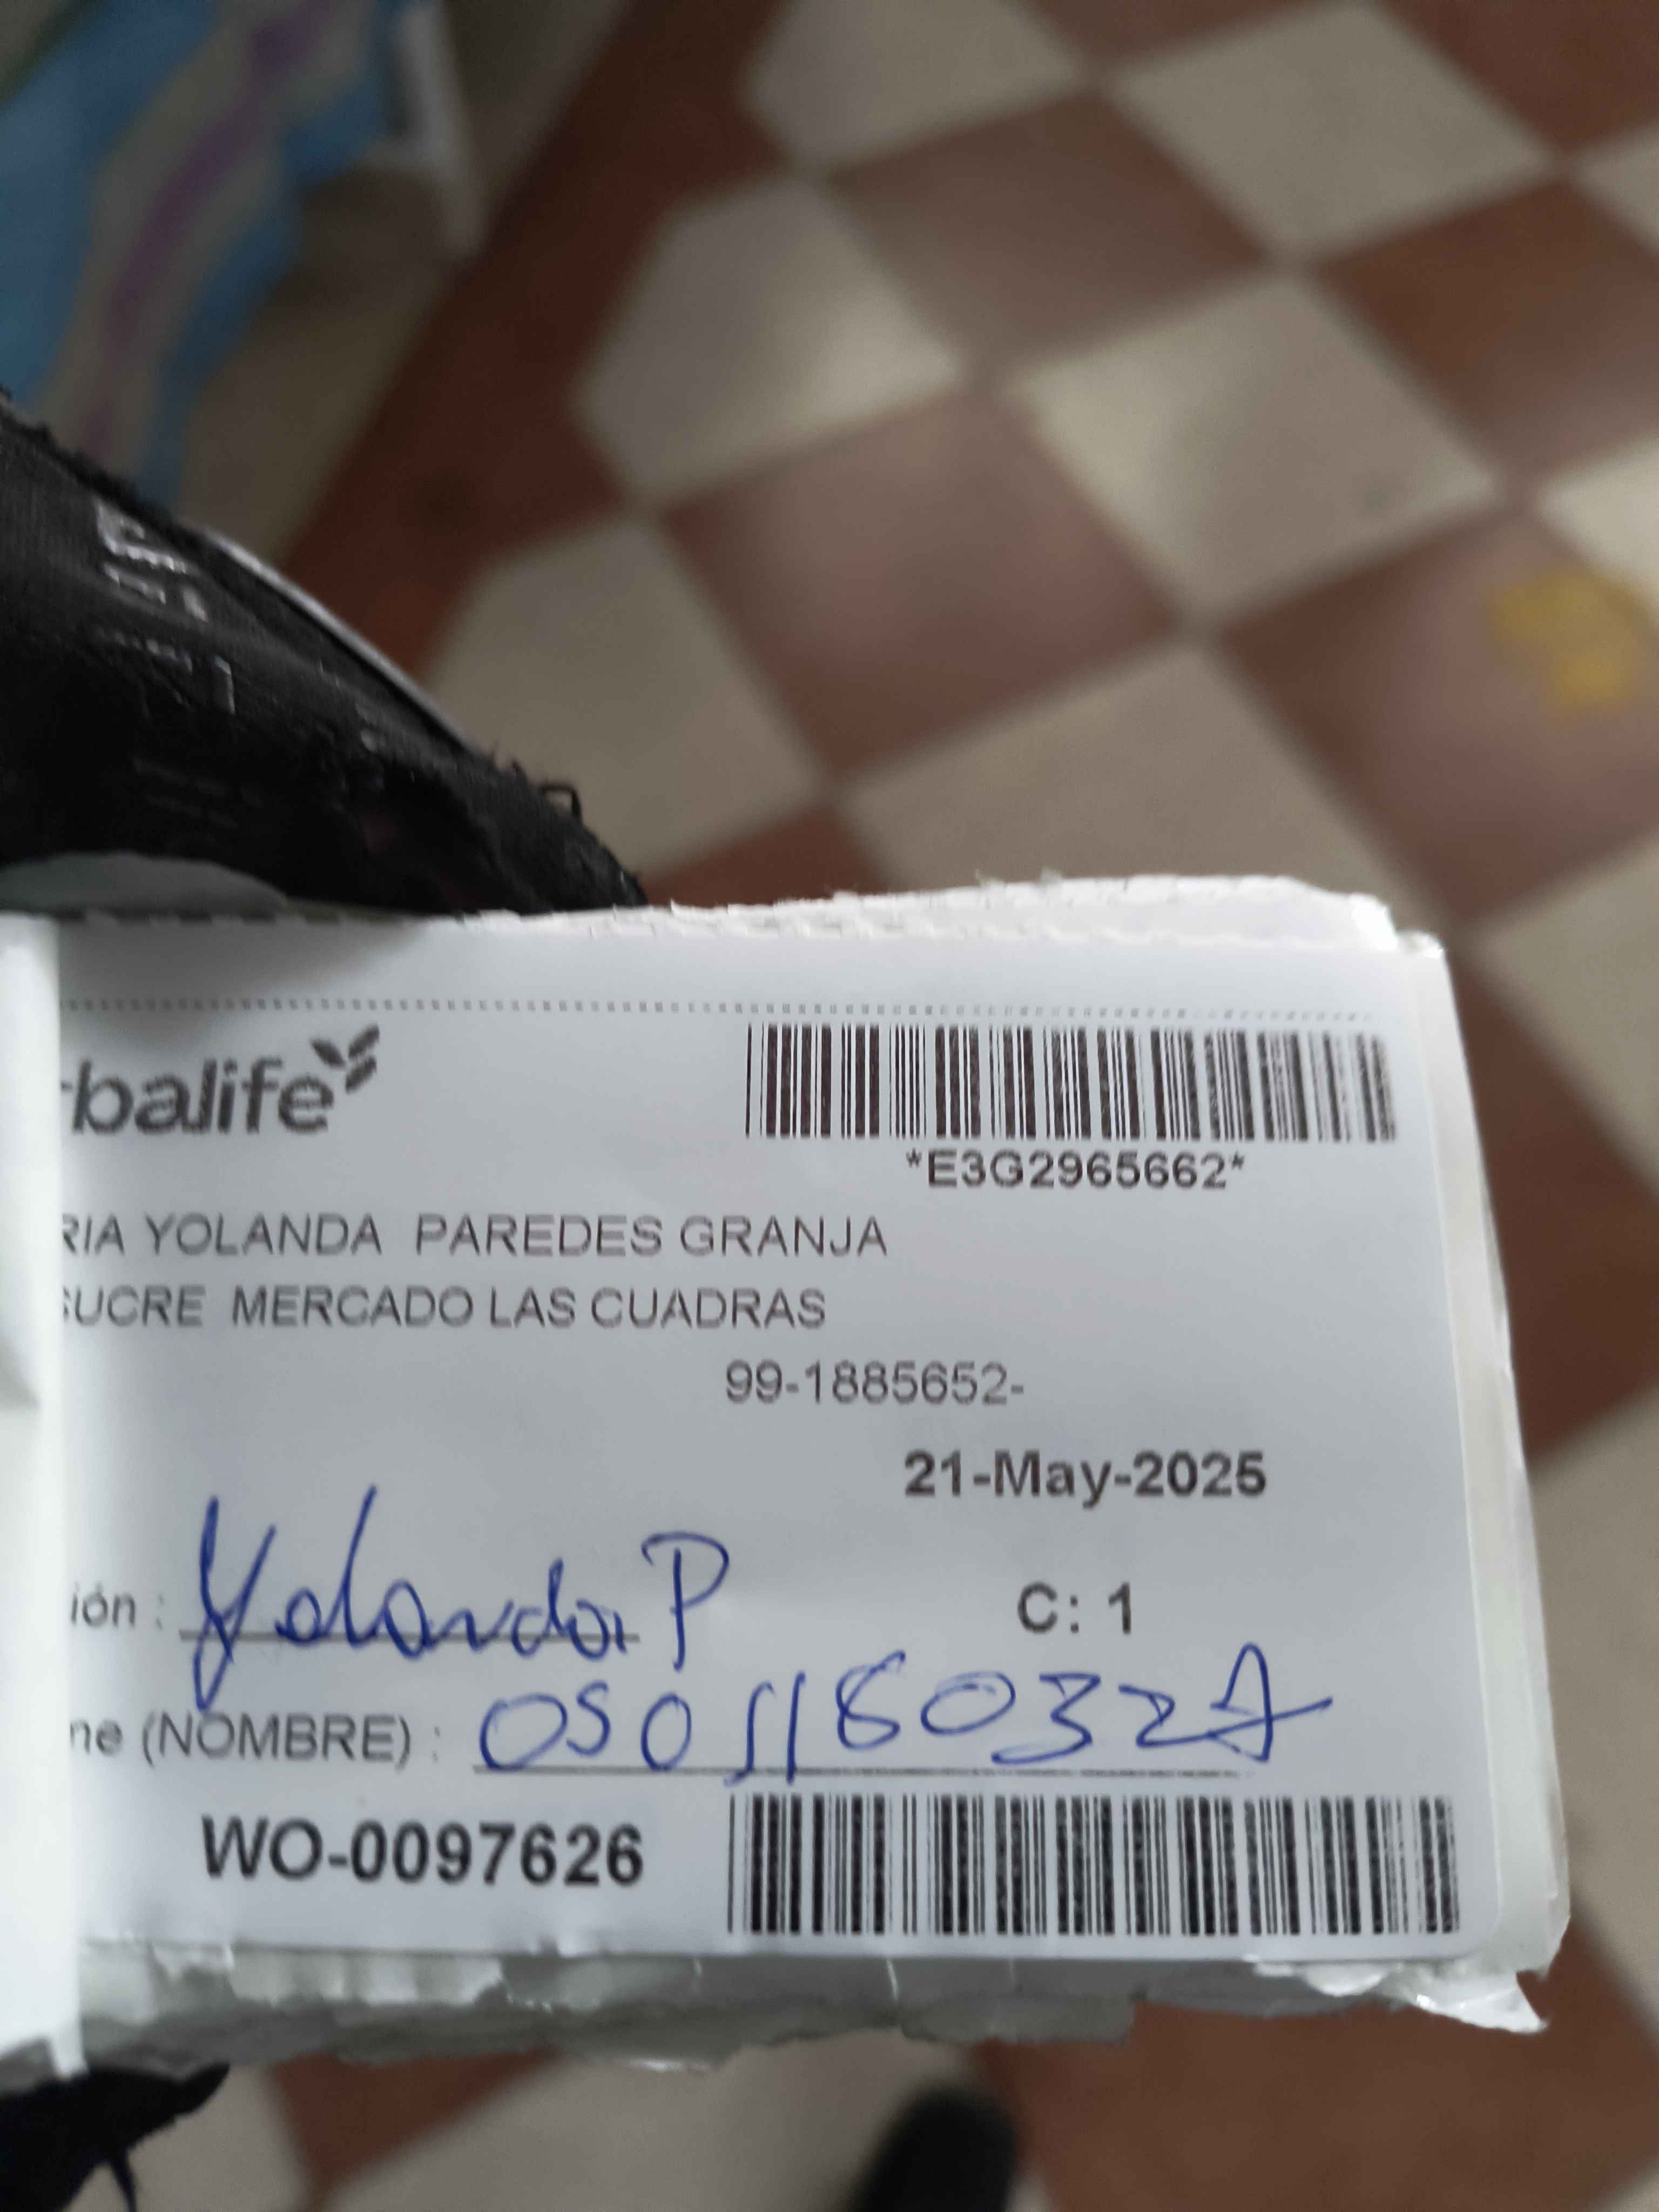 rbalife
*E3G2965662*
RIA YOLANDA PAREDES GRANJA
SUCRE MERCADO LAS CUADRAS
99-1885652-
21-May-2025
ión : Yolanda P
C: 1
ne (NOMBRE) : 0501180327
WO-0097626